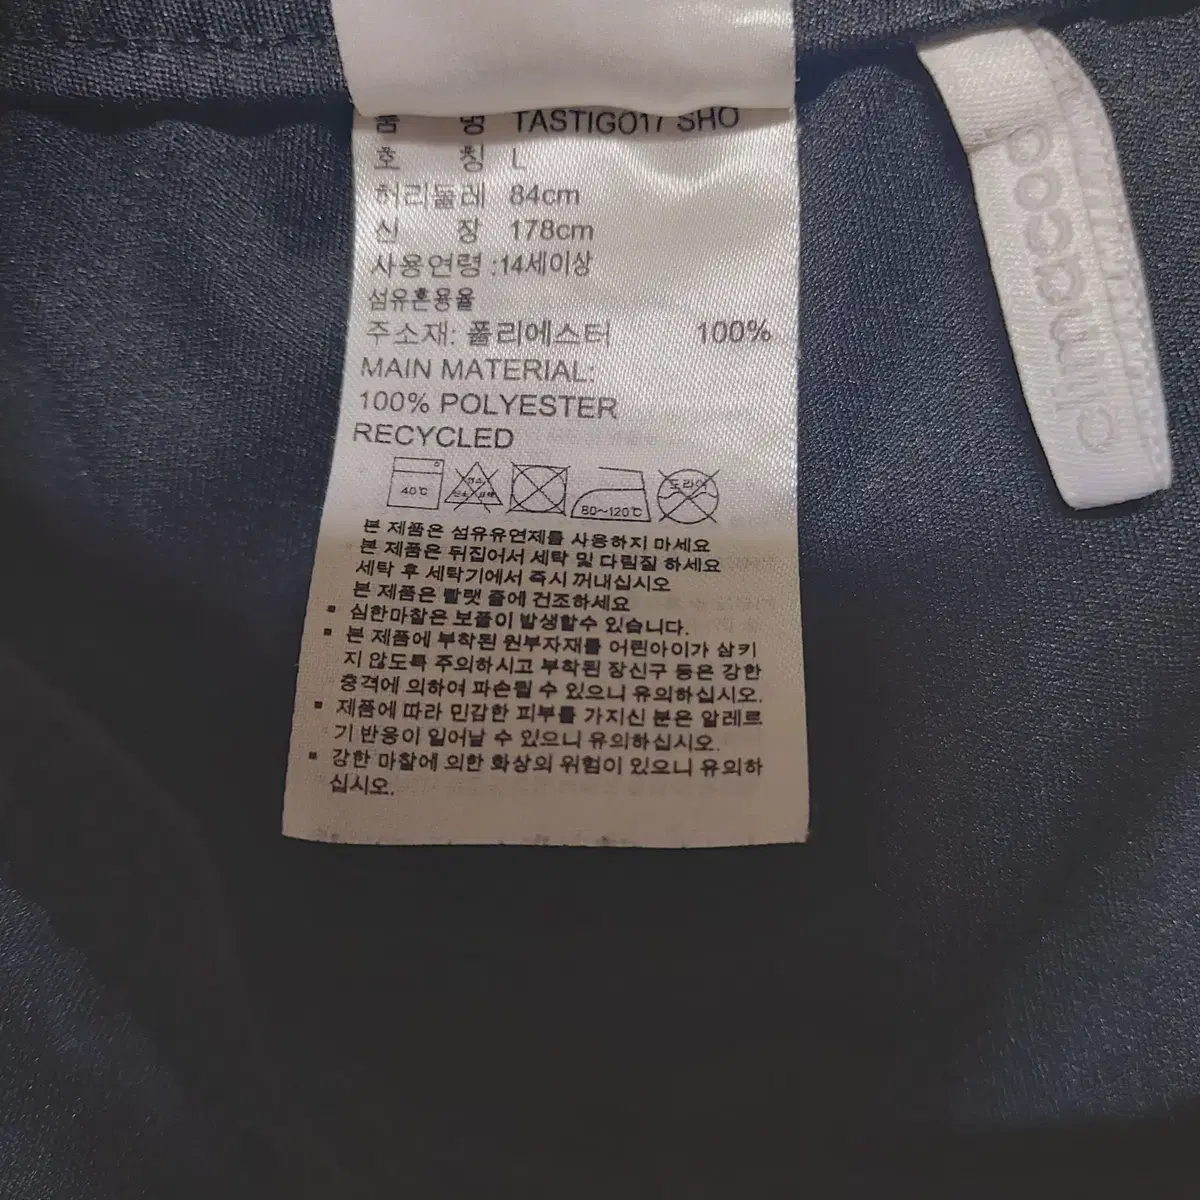 품 명 TASTIGO17 SHO
호 칭 L
허리둘레 84cm
신 장 178cm
사용연령 :14세이상
섬유혼용율
주소재: 폴리에스터 100%
MAIN MATERIAL:
100% POLYESTER
RECYCLED
40℃ 80~120℃ 드라이
본 제품은 섬유유연제를 사용하지 마세요
본 제품은 뒤집어서 세탁 및 다림질 하세요
세탁 후 세탁기에서 즉시 꺼내십시오
본 제품은 빨랫 줄에 건조하세요
▪ 심한마찰은 보풀이 발생할수 있습니다.
▪ 본 제품에 부착된 원부자재를 어린아이가 삼키
지 않도록 주의하시고 부착된 장신구 등은 강한
충격에 의하여 파손될 수 있으니 유의하십시오.
▪ 제품에 따라 민감한 피부를 가지신 분은 알레르
기 반응이 일어날 수 있으니 유의하십시오.
▪ 강한 마찰에 의한 화상의 위험이 있으니 유의하
십시오.
climacool